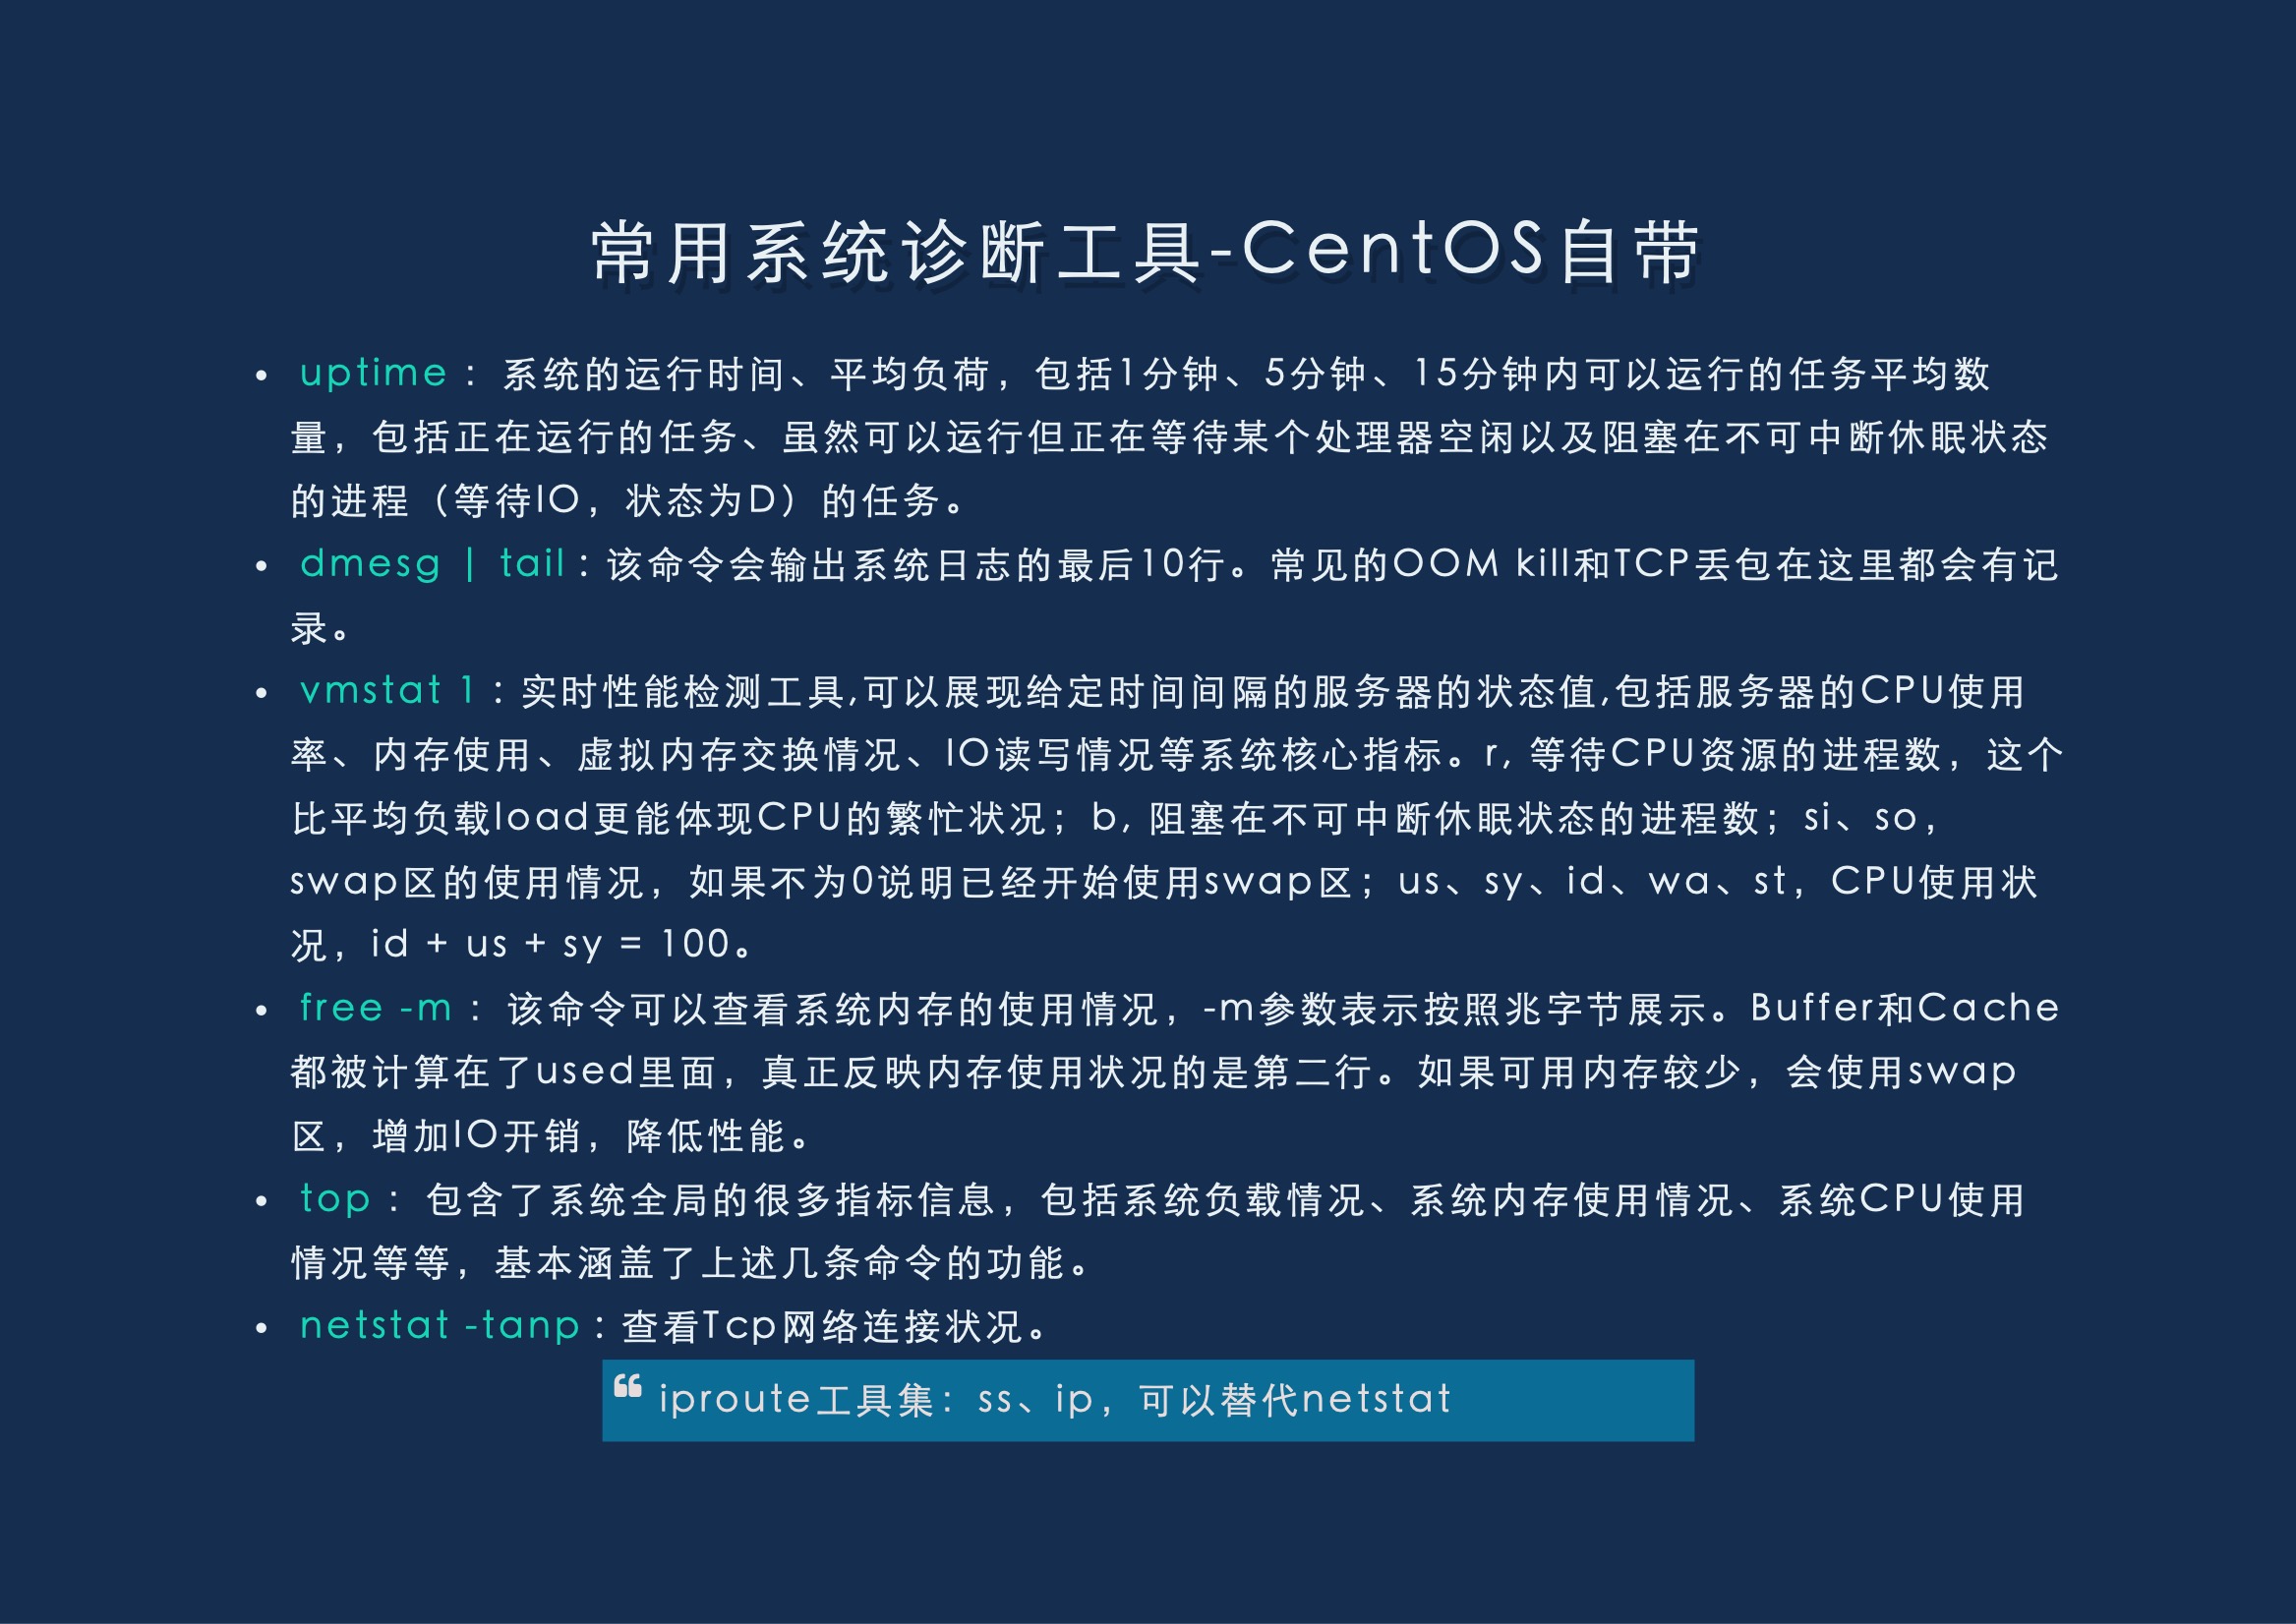 常用系统诊断工具-CentOS自带
• uptime： 系统的运行时间、平均负荷，包括1分钟、5分钟、15分钟内可以运行的任务平均数
量，包括正在运行的任务、虽然可以运行但正在等待某个处理器空闲以及阻塞在不可中断休眠状态
的进程（等待IO，状态为D）的任务。
• dmesg | tail：该命令会输出系统日志的最后10行。常见的OOM kill和TCP丢包在这里都会有记
录。
• vmstat 1：实时性能检测工具,可以展现给定时间间隔的服务器的状态值,包括服务器的CPU使用
率、内存使用、虚拟内存交换情况、IO读写情况等系统核心指标。r, 等待CPU资源的进程数，这个
比平均负载load更能体现CPU的繁忙状况；b, 阻塞在不可中断休眠状态的进程数；si、so，
swap区的使用情况，如果不为0说明已经开始使用swap区；us、sy、id、wa、st，CPU使用状
况，id + us + sy = 100。
• free -m： 该命令可以查看系统内存的使用情况，-m参数表示按照兆字节展示。Buffer和Cache
都被计算在了used里面，真正反映内存使用状况的是第二行。如果可用内存较少，会使用swap
区，增加IO开销，降低性能。
• top： 包含了系统全局的很多指标信息，包括系统负载情况、系统内存使用情况、系统CPU使用
情况等等，基本涵盖了上述几条命令的功能。
• netstat -tanp：查看Tcp网络连接状况。
“ iproute工具集：ss、ip，可以替代netstat